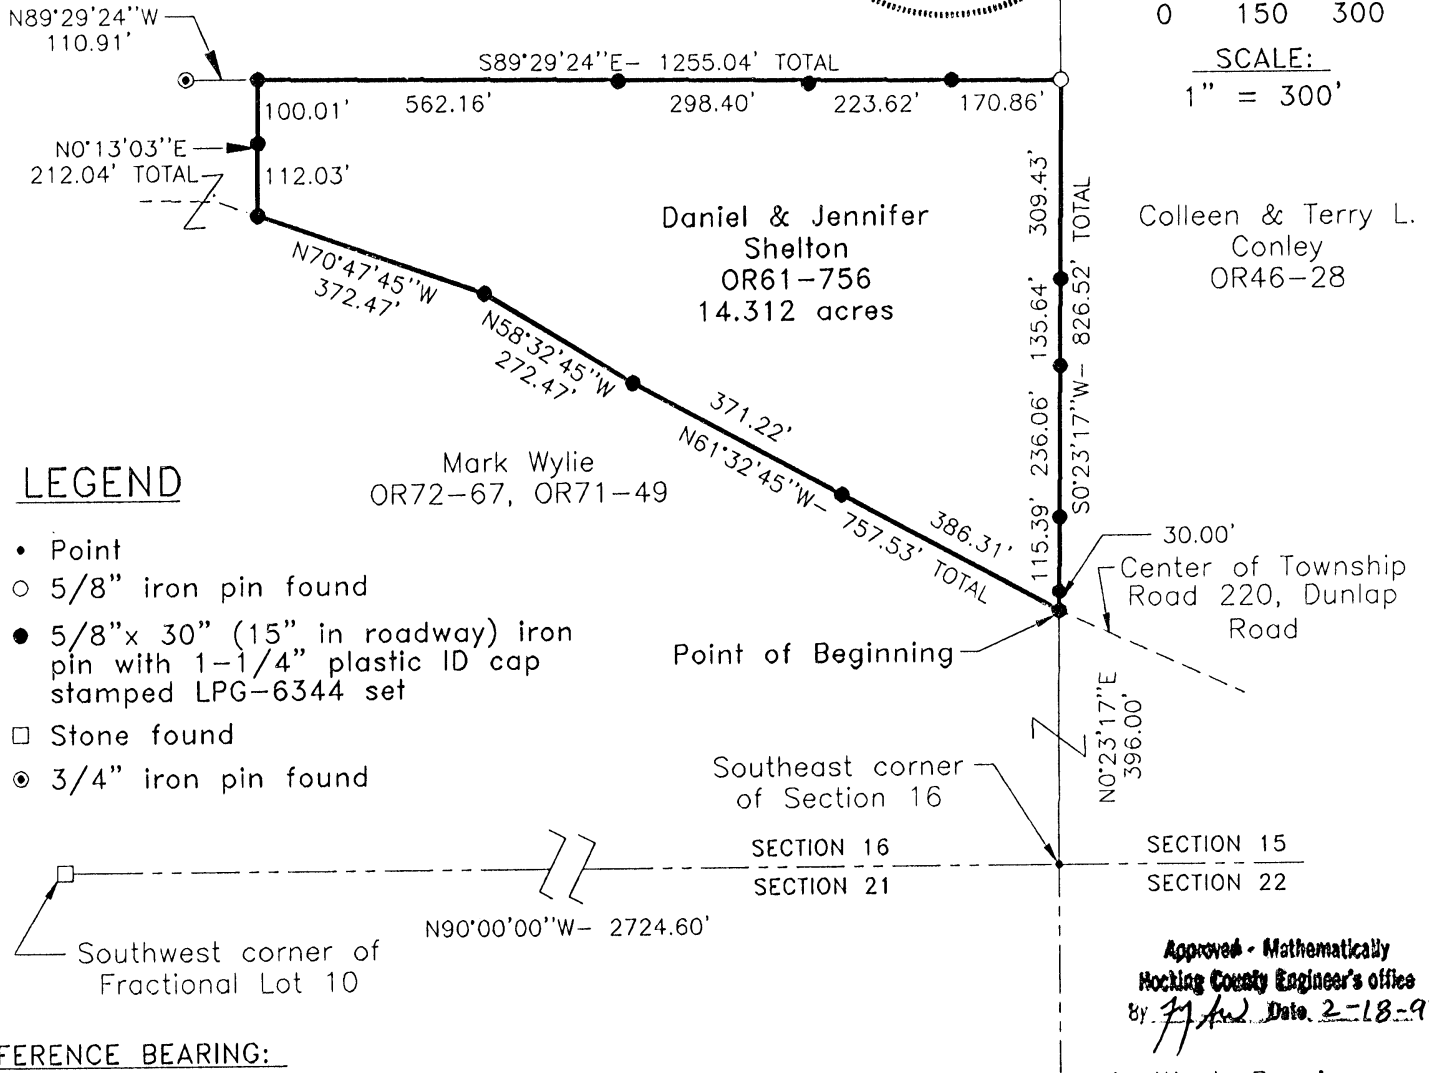 N89°29'24"W
110.91'
S89°29'24"E- 1255.04' TOTAL
0 150 300
SCALE:
1" = 300'
100.01'
562.16'
298.40'
223.62'
170.86'
N0°13'03"E
212.04' TOTAL
112.03'
309.43'
135.64'
236.06'
115.39'
S0°23'17"W- 826.52' TOTAL
Daniel & Jennifer
Shelton
OR61-756
14.312 acres
Colleen & Terry L.
Conley
OR46-28
N70°47'45"W
372.47'
N58°32'45"W
272.47'
371.22'
N61°32'45"W- 757.53' TOTAL
386.31'
Mark Wylie
OR72-67, OR71-49
30.00'
Center of Township
Road 220, Dunlap
Road
Point of Beginning
N0°23'17"E
396.00'
LEGEND
Point
5/8" iron pin found
5/8"x 30" (15" in roadway) iron
pin with 1-1/4" plastic ID cap
stamped LPG-6344 set
Stone found
3/4" iron pin found
Southeast corner
of Section 16
SECTION 16
SECTION 15
SECTION 21
SECTION 22
N90°00'00"W- 2724.60'
Southwest corner of
Fractional Lot 10
Approved - Mathematically
Hocking County Engineer's office
By Date 2-18-9
FERENCE BEARING: